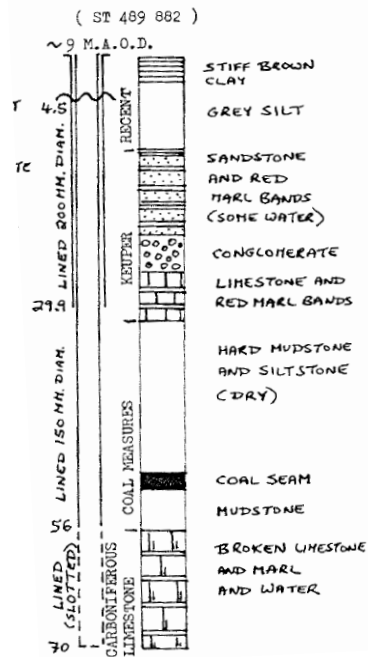 ( ST 489 882 )
~9 M.A.O.D.
STIFF BROWN
CLAY
4.5
GREY SILT
RECENT
LINED 200 MM. DIAM.
SANDSTONE
AND RED
MARL BANDS
(SOME WATER)
KEUPER
CONGLOMERATE
LIMESTONE AND
RED MARL BANDS
29.9
HARD MUDSTONE
AND SILTSTONE
(DRY)
LINED 150 MM. DIAM.
COAL MEASURES
COAL SEAM
MUDSTONE
56
BROKEN LIMESTONE
AND MARL
AND WATER
LINED
(SLOTTED)
CARBONIFEROUS
LIMESTONE
70